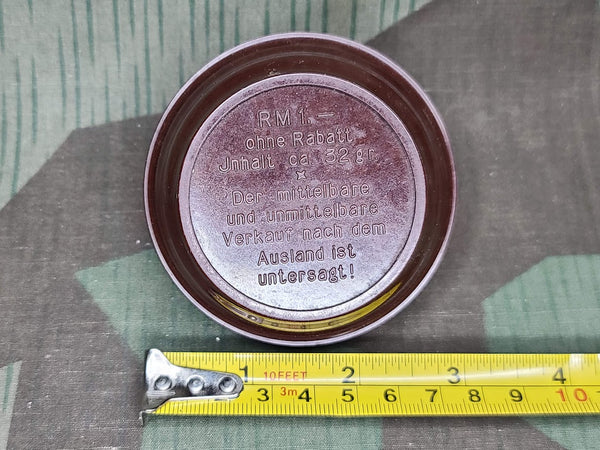 RM 1.—
ohne Rabatt
Jnhalt ca. 32 gr.
x
Der mittelbare
und unmittelbare
Verkauf nach dem
Ausland ist
untersagt!
1 10FEET 2 3 4
3m 3 4 5 6 7 8 9 10